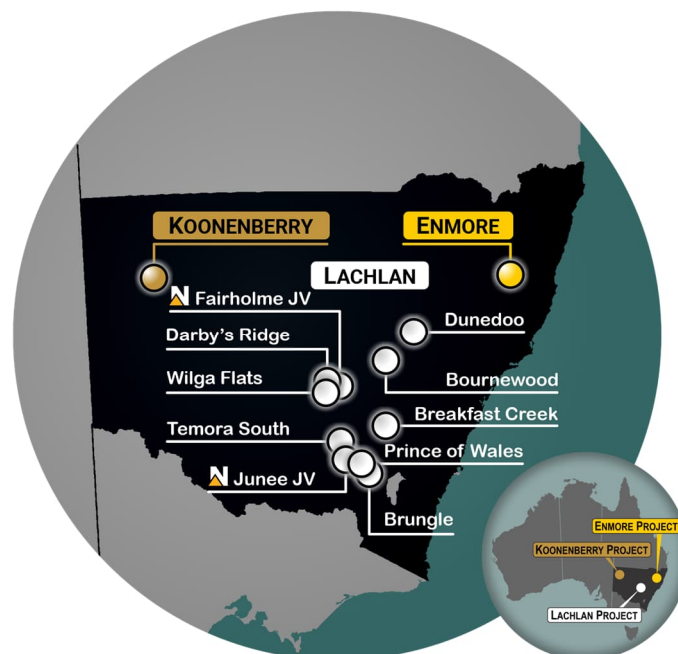 KOONENBERRY
ENMORE
LACHLAN
N Fairholme JV
Dunedoo
Darby's Ridge
Wilga Flats
Bournewood
Breakfast Creek
Temora South
Prince of Wales
N Junee JV
Brungle
ENMORE PROJECT
KOONENBERRY PROJECT
LACHLAN PROJECT